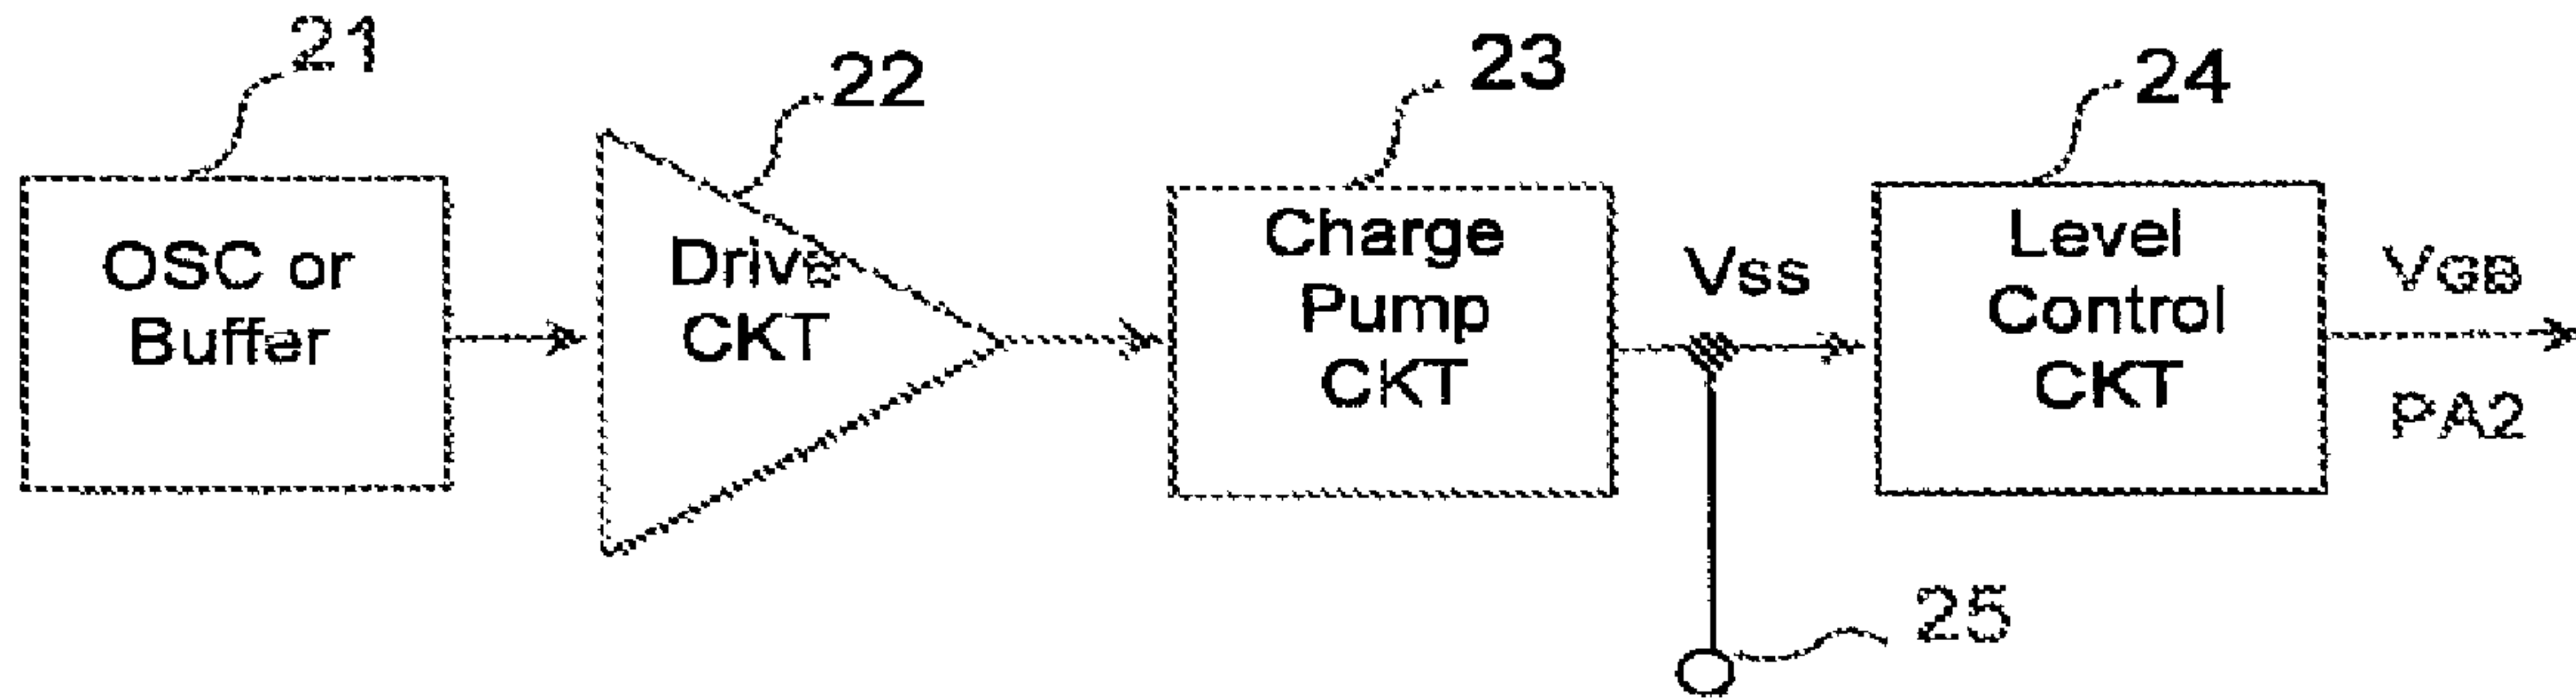 21
22
23
24
OSC or
Buffer
Drive
CKT
Charge
Pump
CKT
Vss
Level
Control
CKT
VGB
PA2
25